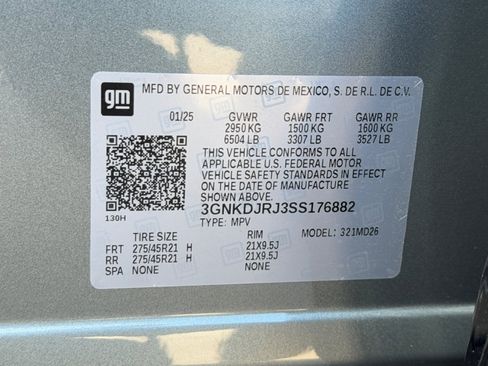 gm MFD BY GENERAL MOTORS DE MEXICO, S. DE R.L. DE C.V.
01/25 GVWR GAWR FRT GAWR RR
2950 KG 1500 KG 1600 KG
6504 LB 3307 LB 3527 LB
THIS VEHICLE CONFORMS TO ALL
APPLICABLE U.S. FEDERAL MOTOR
VEHICLE SAFETY STANDARDS IN EFFECT
ON THE DATE OF MANUFACTURE
SHOWN ABOVE.
3GNKDJRJ3SS176882
130H TYPE: MPV MODEL: 321MD26
TIRE SIZE RIM
FRT 275/45R21 H 21X9.5J
RR 275/45R21 H 21X9.5J
SPA NONE NONE